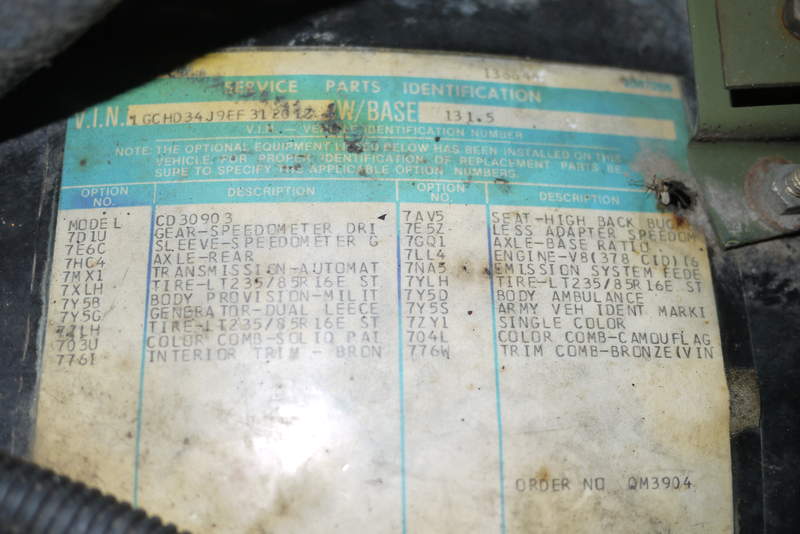 SERVICE PARTS IDENTIFICATION
V.I.N. W/BASE 131.5
V.I.N. – VEHICLE IDENTIFICATION NUMBER
NOTE: THE OPTIONAL EQUIPMENT LISTED BELOW HAS BEEN INSTALLED ON THIS
VEHICLE. FOR PROPER IDENTIFICATION OF REPLACEMENT PARTS BE
SURE TO SPECIFY THE APPLICABLE OPTION NUMBERS.
OPTION NO. DESCRIPTION OPTION NO. DESCRIPTION
MODEL CD30903 7AV5 SEAT-HIGH BACK BUC
7D1U GEAR-SPEEDOMETER DRI 7E5Z LESS ADAPTER SPEEDOM
7E6C SLEEVE-SPEEDOMETER G 7GQ1 AXLE-BASE RATIO
7HC4 AXLE-REAR 7LL4 ENGINE-V8(378 CID)(6
7MX1 TRANSMISSION-AUTOMAT 7NA5 EMISSION SYSTEM FEDE
7XLH TIRE-LT235/85R16E ST 7YLH TIRE-LT235/85R16E ST
7Y5B BODY PROVISION-MILIT 7Y5D BODY AMBULANCE
7Y5G GENERATOR-DUAL LEECE 7Y5S ARMY VEH IDENT MARKI
7ZLH TIRE-LT235/85R16E ST 7ZY1 SINGLE COLOR
703U COLOR COMB-SOLID PAI 704L COLOR COMB-CAMOUFLAG
776I INTERIOR TRIM - BRON 776W TRIM COMB-BRONZE(VIN
ORDER NO QM3904